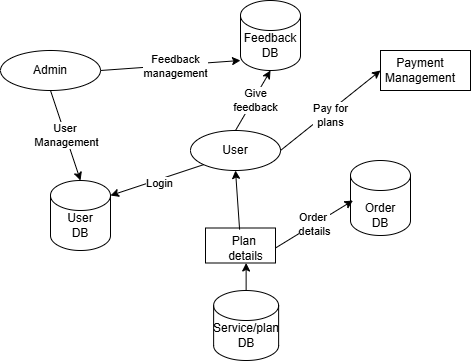 Feedback
DB
Payment
Management
Feedback
management
Admin
Give
feedback
Pay for
plans
User
Management
User
Login
User
DB
Order
DB
Order
details
Plan
details
Service/plan
DB